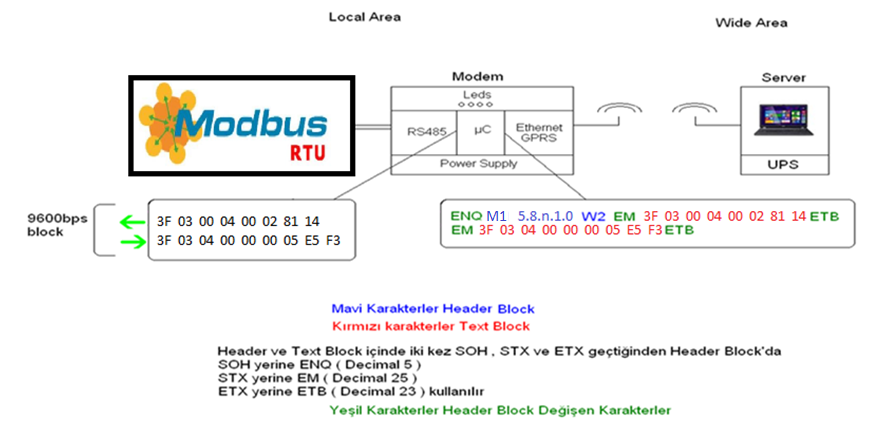 Local Area
Wide Area
Modem
Server
Leds
Modbus
RTU
RS485
µC
Ethernet
GPRS
Power Supply
UPS
9600bps
block
3F 03 00 04 00 02 81 14
3F 03 04 00 00 00 05 E5 F3
ENQ M1 5.8.n.1.0 W2 EM 3F 03 00 04 00 02 81 14 ETB
EM 3F 03 04 00 00 00 05 E5 F3 ETB
Mavi Karakterler Header Block
Kırmızı karakterler Text Block
Header ve Text Block içinde iki kez SOH , STX ve ETX geçtiğinden Header Block'da
SOH yerine ENQ ( Decimal 5 )
STX yerine EM ( Decimal 25 )
ETX yerine ETB ( Decimal 23 ) kullanılır
Yeşil Karakterler Header Block Değişen Karakterler